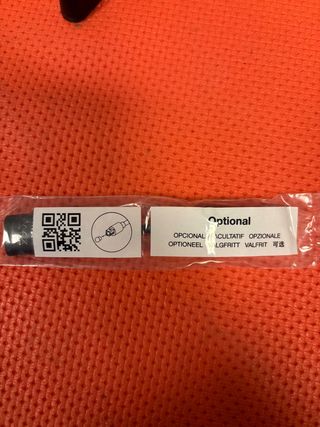 Optional
OPCIONAL FACULTATIF OPZIONALE
OPTIONEEL VALGFRITT VALFRIT 可选